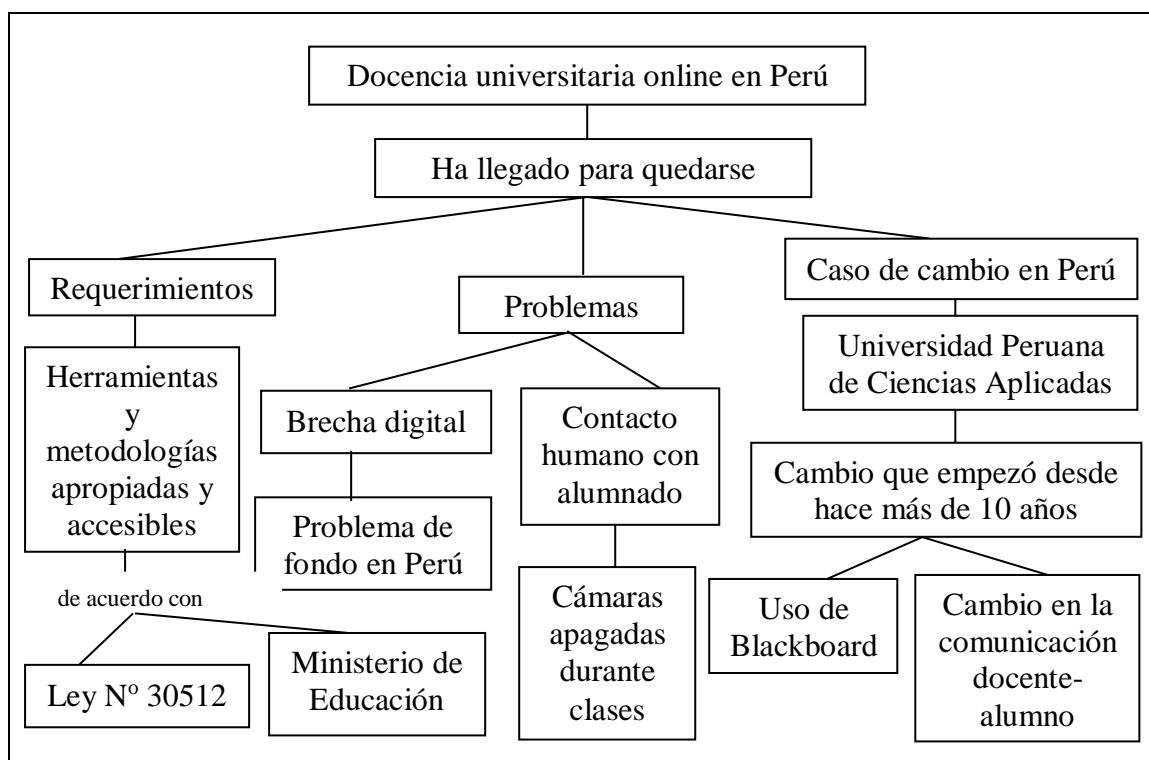 Docencia universitaria online en Perú
Ha llegado para quedarse
Requerimientos
Herramientas
y
metodologías
apropiadas y
accesibles
de acuerdo con
Ley Nº 30512
Ministerio de
Educación
Problemas
Brecha digital
Problema de
fondo en Perú
Contacto
humano con
alumnado
Cámaras
apagadas
durante
clases
Caso de cambio en Perú
Universidad Peruana
de Ciencias Aplicadas
Cambio que empezó desde
hace más de 10 años
Uso de
Blackboard
Cambio en la
comunicación
docente-
alumno